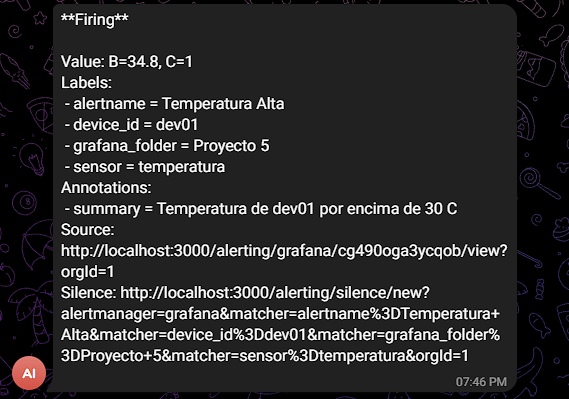 **Firing**
Value: B=34.8, C=1
Labels:
- alertname = Temperatura Alta
- device_id = dev01
- grafana_folder = Proyecto 5
- sensor = temperatura
Annotations:
- summary = Temperatura de dev01 por encima de 30 C
Source:
http://localhost:3000/alerting/grafana/cg490oga3ycqob/view?
orgId=1
Silence: http://localhost:3000/alerting/silence/new?
alertmanager=grafana&matcher=alertname%3DTemperatura+
Alta&matcher=device_id%3Ddev01&matcher=grafana_folder%
3DProyecto+5&matcher=sensor%3Dtemperatura&orgId=1
AI
07:46 PM